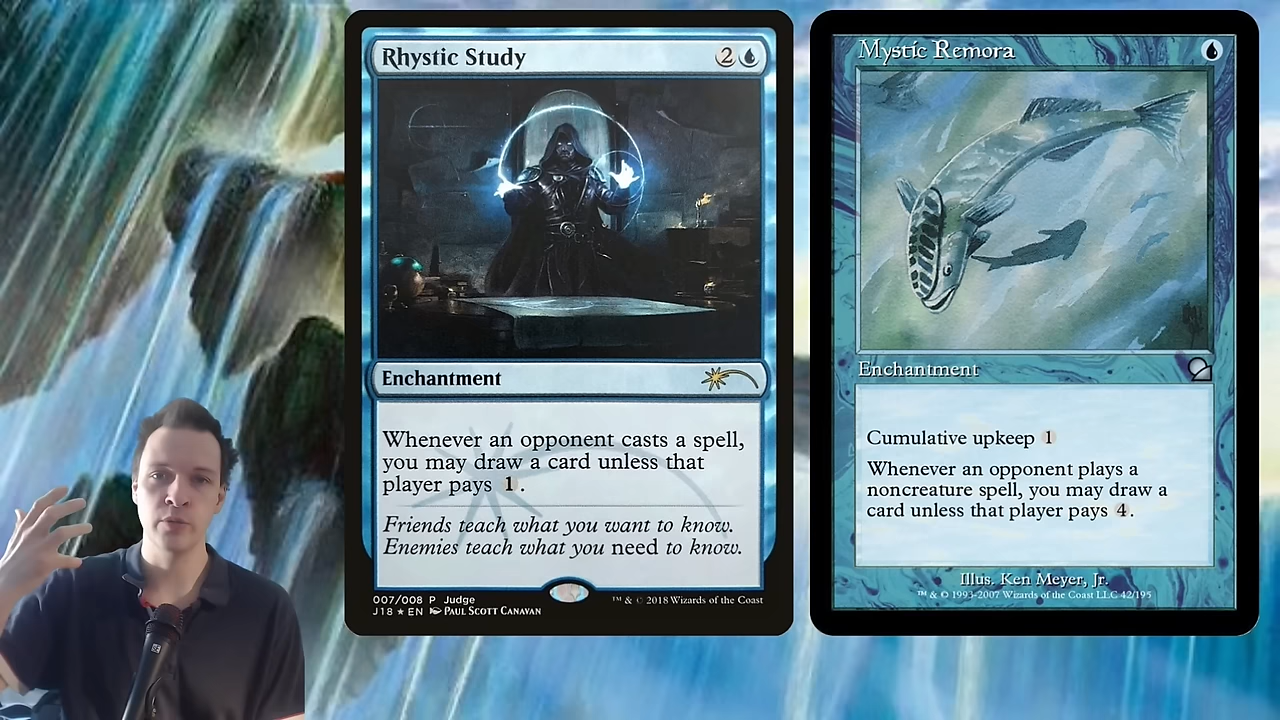 Rhystic Study 2
Enchantment
Whenever an opponent casts a spell,
you may draw a card unless that
player pays 1.
Friends teach what you want to know.
Enemies teach what you need to know.
007/008 P Judge
J18 ★ EN Paul Scott Canavan
™ & © 2018 Wizards of the Coast
Mystic Remora
Enchantment
Cumulative upkeep 1
Whenever an opponent plays a
noncreature spell, you may draw a
card unless that player pays 4.
Illus. Ken Meyer, Jr.
™ & © 1993-2007 Wizards of the Coast LLC 42/195